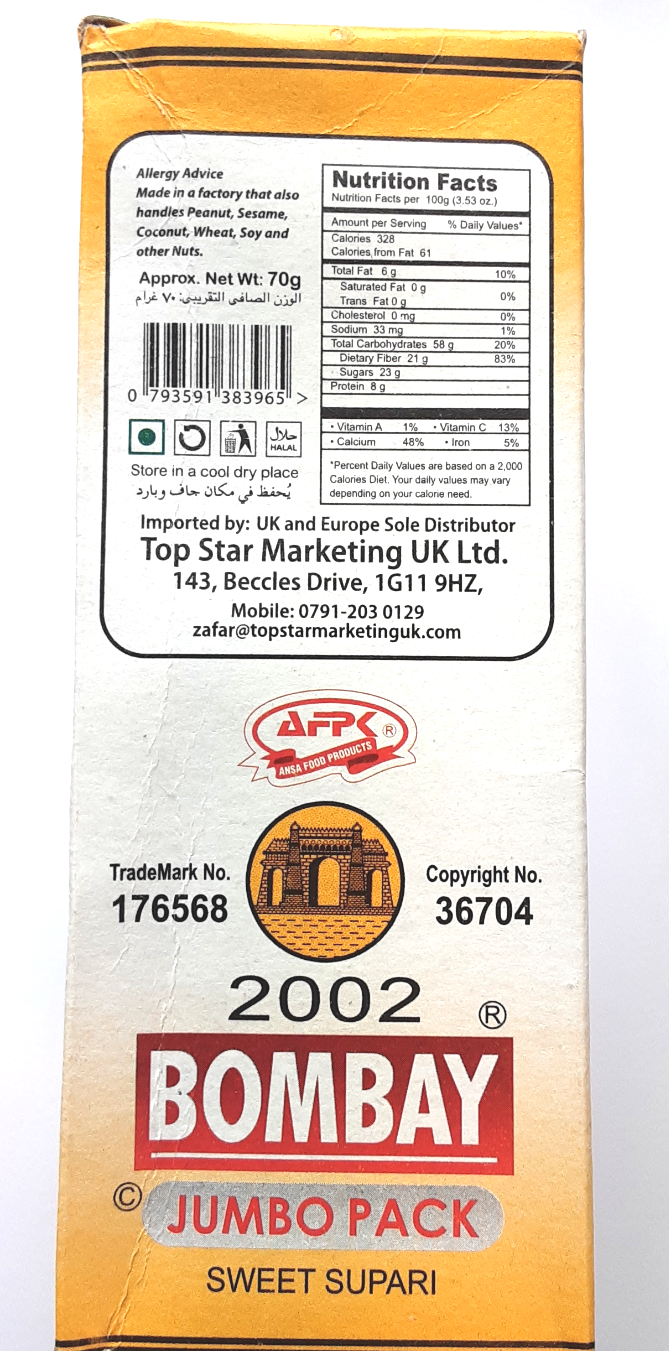 Allergy Advice
Made in a factory that also
handles Peanut, Sesame,
Coconut, Wheat, Soy and
other Nuts.
Approx. Net Wt: 70g
الوزن الصافي التقريبي: ٧٠ غرام
0 793591 383965 >
حلال
HALAL
Store in a cool dry place
يُحفظ في مكان جاف وبارد
Nutrition Facts
Nutrition Facts per 100g (3.53 oz.)
Amount per Serving % Daily Values*
Calories 328
Calories from Fat 61
Total Fat 6 g 10%
Saturated Fat 0 g
Trans Fat 0 g 0%
Cholesterol 0 mg 0%
Sodium 33 mg 1%
Total Carbohydrates 58 g 20%
Dietary Fiber 21 g 83%
Sugars 23 g
Protein 8 g
• Vitamin A 1% • Vitamin C 13%
• Calcium 48% • Iron 5%
*Percent Daily Values are based on a 2,000
Calories Diet. Your daily values may vary
depending on your calorie need.
Imported by: UK and Europe Sole Distributor
Top Star Marketing UK Ltd.
143, Beccles Drive, 1G11 9HZ,
Mobile: 0791-203 0129
zafar@topstarmarketinguk.com
AFPK ®
ANSA FOOD PRODUCTS
TradeMark No.
176568
Copyright No.
36704
2002 ®
BOMBAY
© JUMBO PACK
SWEET SUPARI